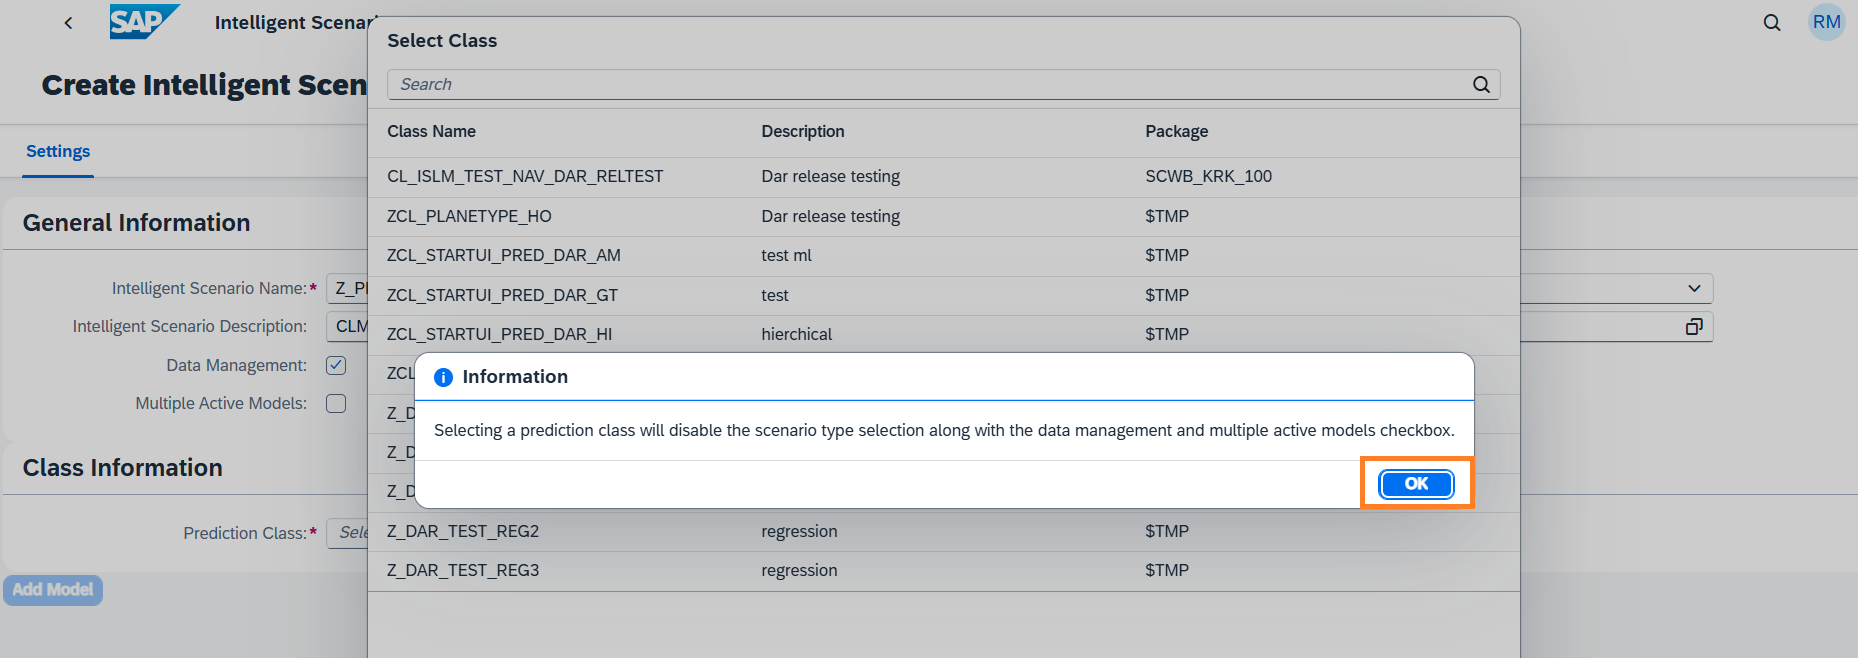 SAP
Intelligent Scenari
RM
Create Intelligent Scen
Settings
General Information
Intelligent Scenario Name:*
Z_P
Intelligent Scenario Description:
CLM
Data Management:
Multiple Active Models:
Class Information
Prediction Class:*
Sele
Add Model
Select Class
Search
Class Name Description Package
CL_ISLM_TEST_NAV_DAR_RELTEST Dar release testing SCWB_KRK_100
ZCL_PLANETYPE_HO Dar release testing $TMP
ZCL_STARTUI_PRED_DAR_AM test ml $TMP
ZCL_STARTUI_PRED_DAR_GT test $TMP
ZCL_STARTUI_PRED_DAR_HI hierchical $TMP
ZCL
Z_D
Z_D
Z_D
Z_DAR_TEST_REG2 regression $TMP
Z_DAR_TEST_REG3 regression $TMP
Information
Selecting a prediction class will disable the scenario type selection along with the data management and multiple active models checkbox.
OK